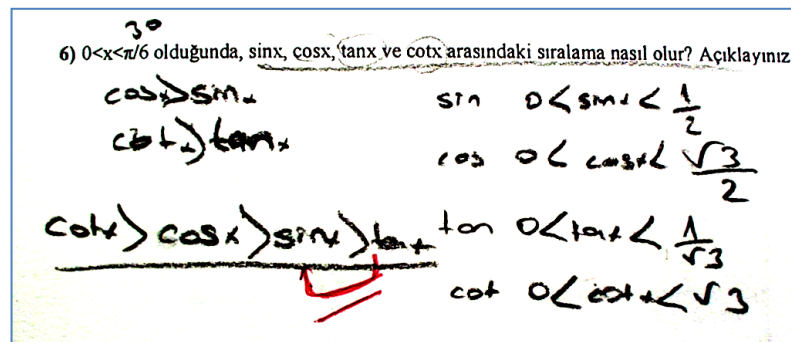 30
6) 0<x<π/6 olduğunda, sinx, cosx, tanx ve cotx arasındaki sıralama nasıl olur? Açıklayınız
cosx>sinx
cotx>tanx
cotx>cosx>sinx>tanx
sin 0<sinx<1/2
cos 0<cosx<√3/2
tan 0<tanx<1/√3
cot 0<cotx<√3